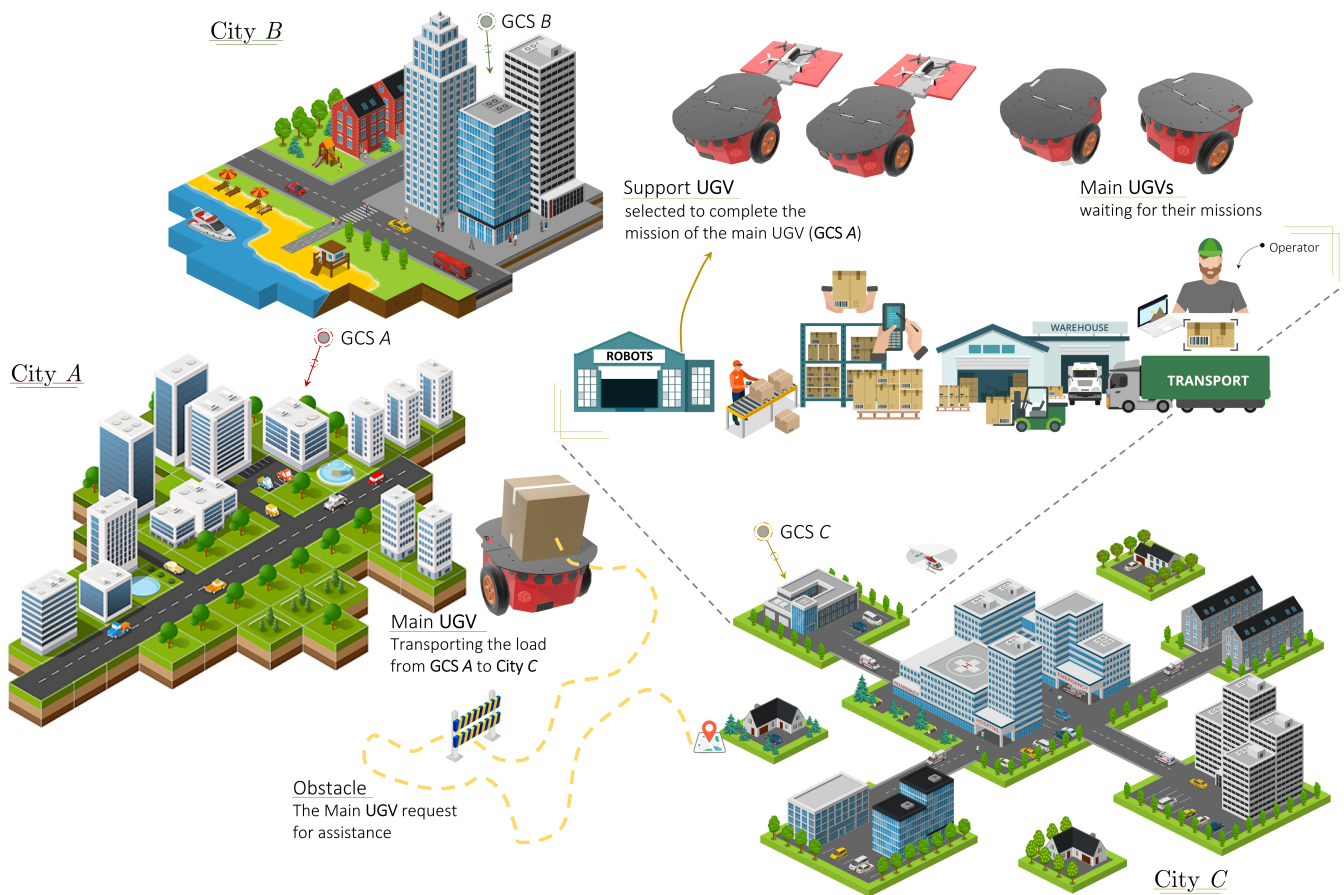 City B
GCS B
Support UGV
selected to complete the
mission of the main UGV (GCS A)
Main UGVs
waiting for their missions
Operator
ROBOTS
WAREHOUSE
TRANSPORT
GCS A
City A
Main UGV
Transporting the load
from GCS A to City C
GCS C
H
EMERGENCY
Obstacle
The Main UGV request
for assistance
City C